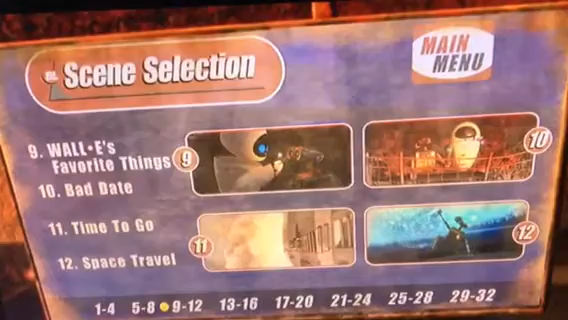 Scene Selection
MAIN
MENU
9. WALL•E's
Favorite Things
10. Bad Date
11. Time To Go
12. Space Travel
9
10
11
12
1-4 5-8 9-12 13-16 17-20 21-24 25-28 29-32